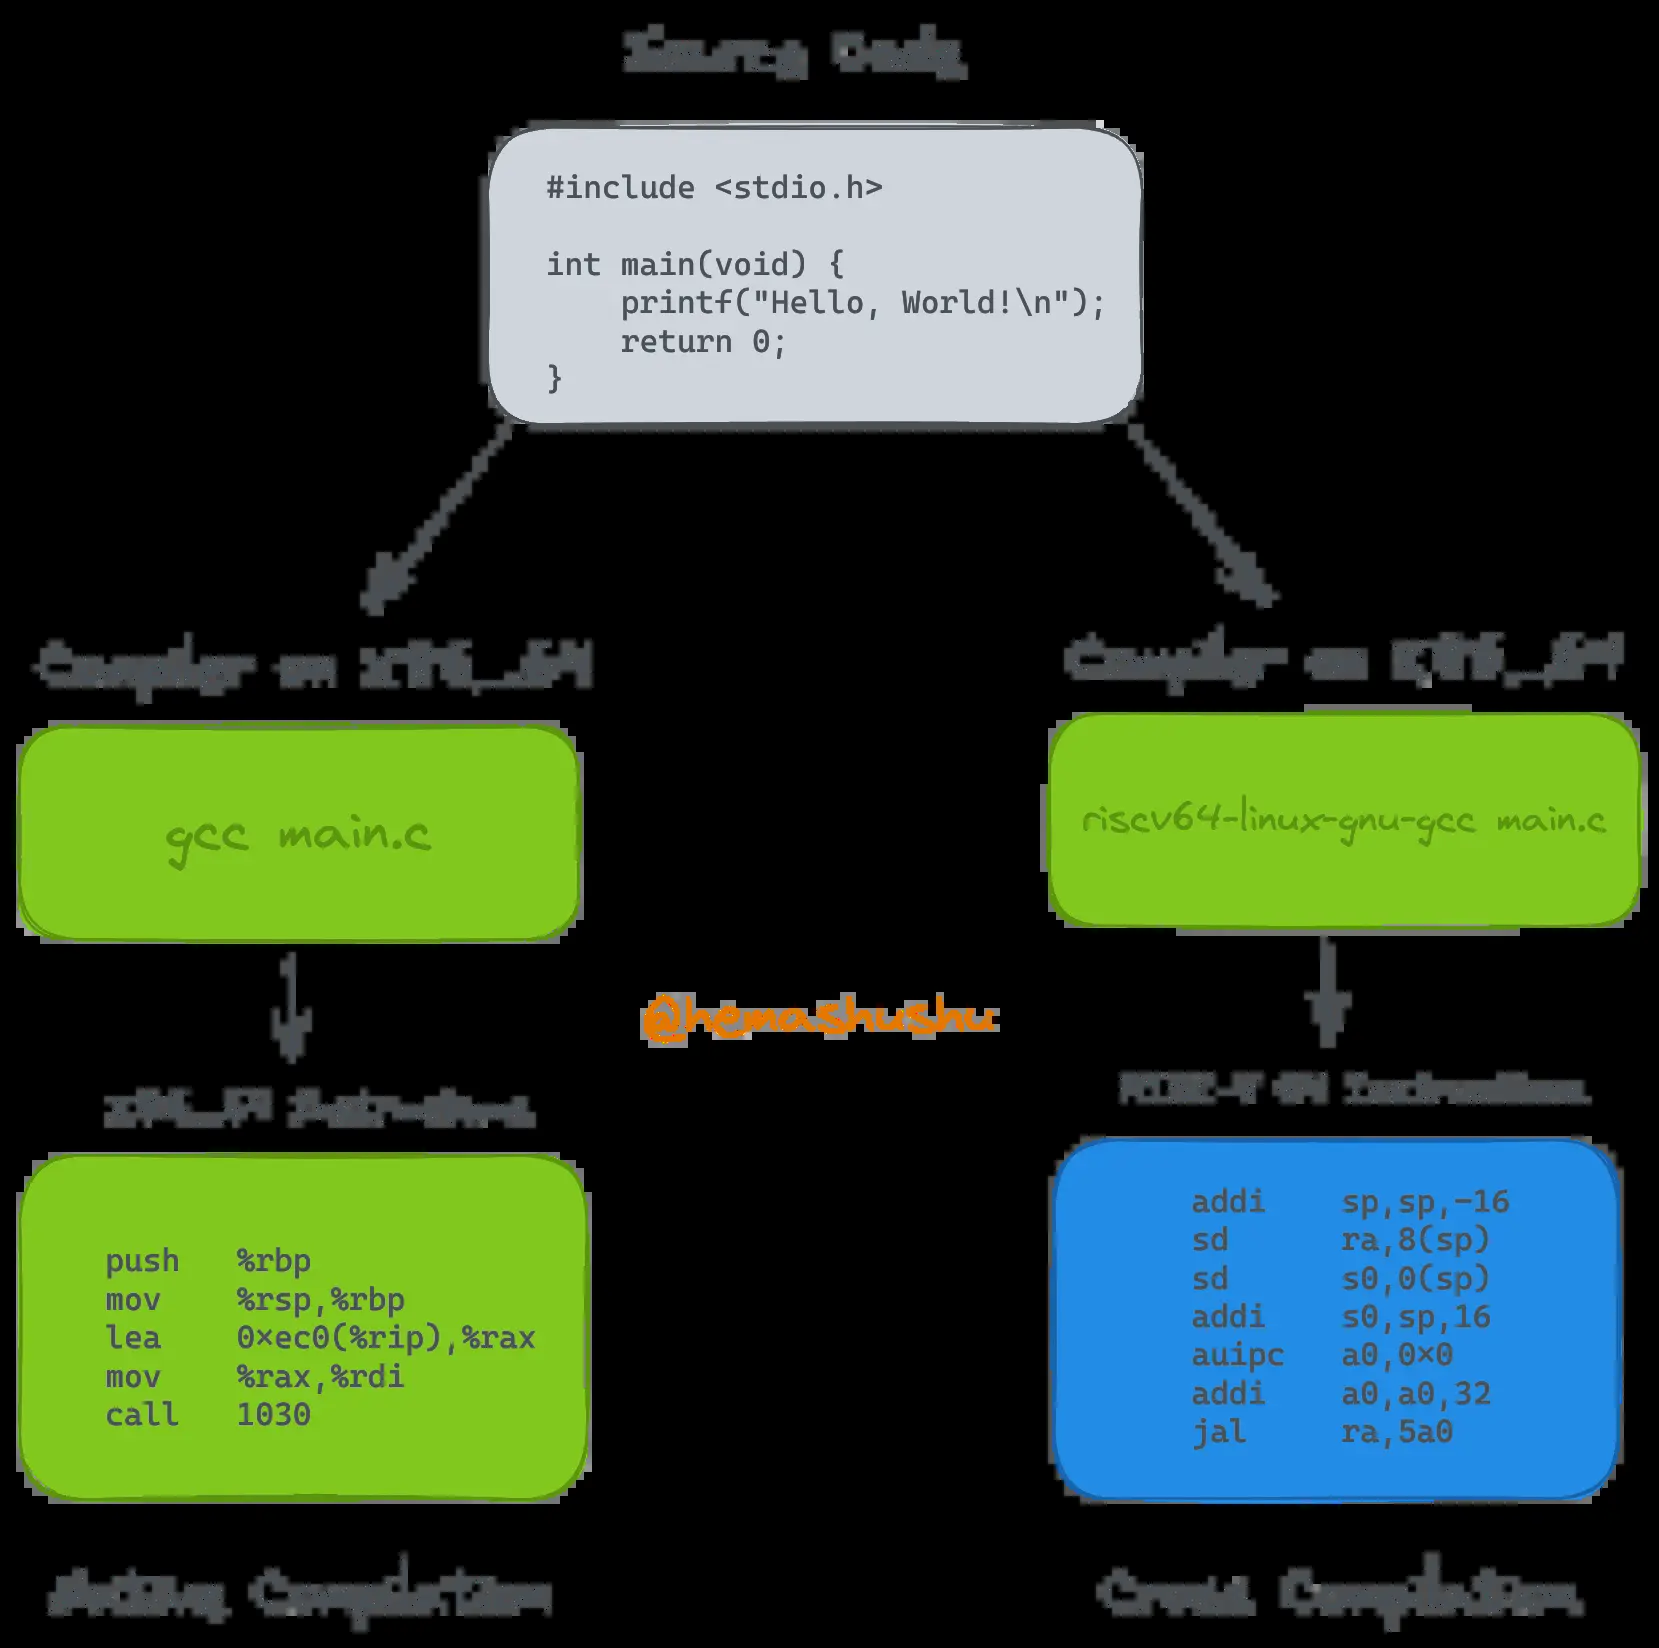 Source Code
#include <stdio.h>
int main(void) {
printf("Hello, World!\n");
return 0;
}
Compiler on x86_64
Compiler on x86_64
gcc main.c
riscv64-linux-gnu-gcc main.c
@hemashushu
x86_64 Instructions
RISC-V 64 Instructions
push %rbp
mov %rsp,%rbp
lea 0×ec0(%rip),%rax
mov %rax,%rdi
call 1030
addi sp,sp,-16
sd ra,8(sp)
sd s0,0(sp)
addi s0,sp,16
auipc a0,0×0
addi a0,a0,32
jal ra,5a0
Compilation
Compilation